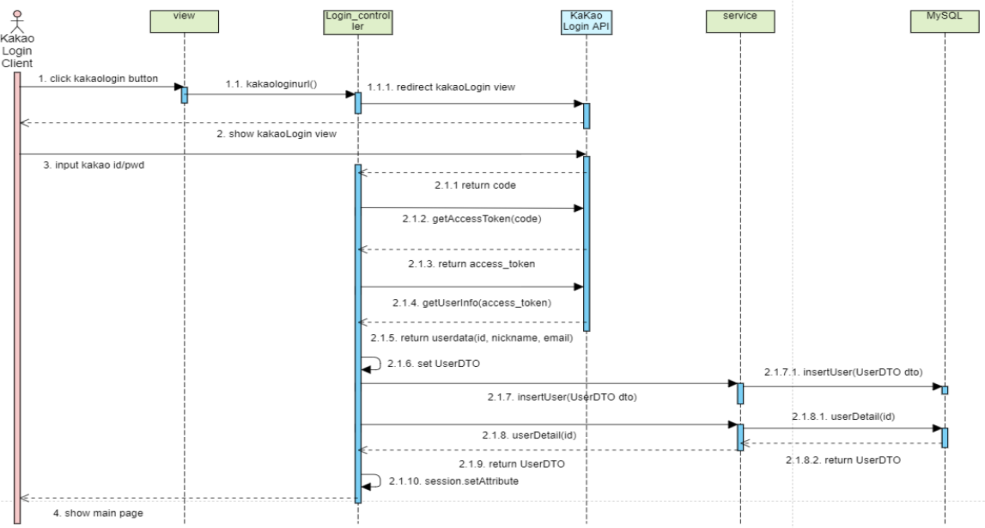 view
Login_control
ler
KaKao
Login API
service
MySQL
Kakao
Login
Client
1. click kakaologin button
1.1. kakaologinurl()
1.1.1. redirect kakaoLogin view
2. show kakaoLogin view
3. input kakao id/pwd
2.1.1 return code
2.1.2. getAccessToken(code)
2.1.3. return access_token
2.1.4. getUserInfo(access_token)
2.1.5. return userdata(id, nickname, email)
2.1.6. set UserDTO
2.1.7.1. insertUser(UserDTO dto)
2.1.7. insertUser(UserDTO dto)
2.1.8.1. userDetail(id)
2.1.8. userDetail(id)
2.1.8.2. return UserDTO
2.1.9. return UserDTO
2.1.10. session.setAttribute
4. show main page